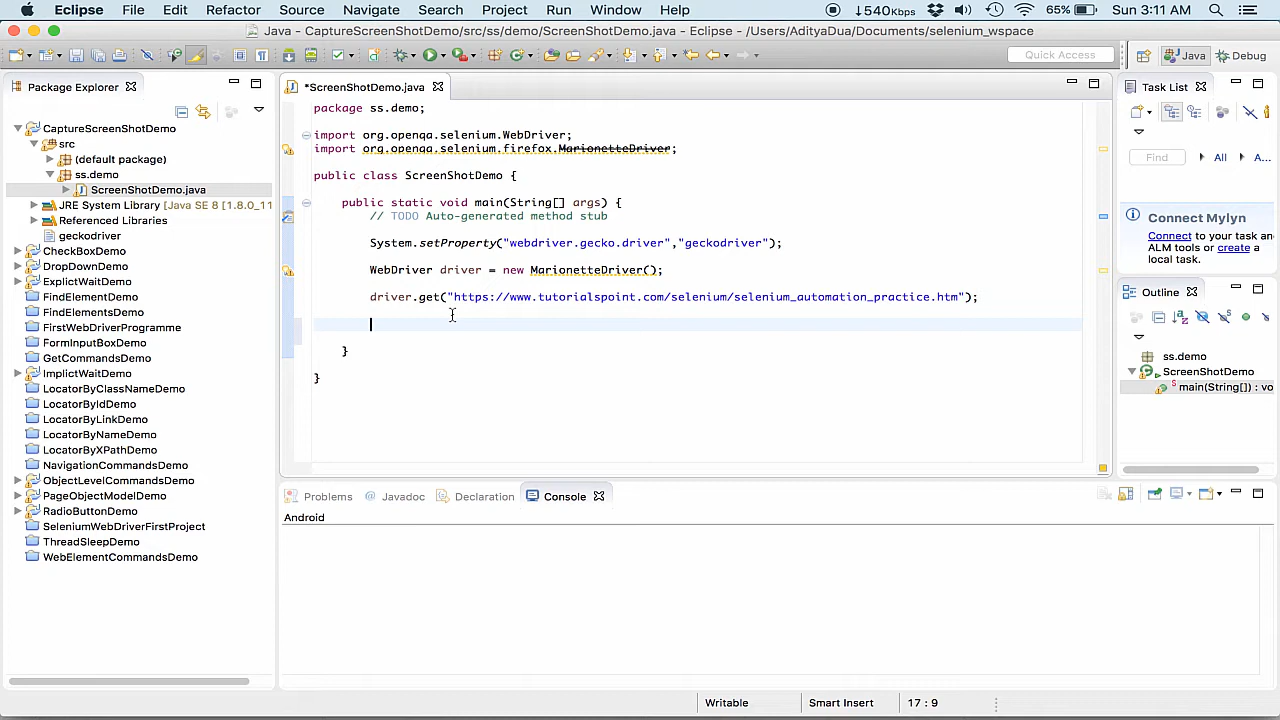 Eclipse File Edit Refactor Source Navigate Search Project Run Window Help ↓540Kbps 65% Sun 3:11 AM
Java - CaptureScreenShotDemo/src/ss/demo/ScreenShotDemo.java - Eclipse - /Users/AdityaDua/Documents/selenium_wspace
Quick Access Java Debug
Package Explorer
CaptureScreenShotDemo
src
(default package)
ss.demo
ScreenShotDemo.java
JRE System Library [Java SE 8 [1.8.0_11
Referenced Libraries
geckodriver
CheckBoxDemo
DropDownDemo
ExplictWaitDemo
FindElementDemo
FindElementsDemo
FirstWebDriverProgramme
FormInputBoxDemo
GetCommandsDemo
ImplictWaitDemo
LocatorByClassNameDemo
LocatorByIdDemo
LocatorByLinkDemo
LocatorByNameDemo
LocatorByXPathDemo
NavigationCommandsDemo
ObjectLevelCommandsDemo
PageObjectModelDemo
RadioButtonDemo
SeleniumWebDriverFirstProject
ThreadSleepDemo
WebElementCommandsDemo
*ScreenShotDemo.java
package ss.demo;
import org.openqa.selenium.WebDriver;
import org.openqa.selenium.firefox.MarionetteDriver;
public class ScreenShotDemo {
public static void main(String[] args) {
// TODO Auto-generated method stub
System.setProperty("webdriver.gecko.driver","geckodriver");
WebDriver driver = new MarionetteDriver();
driver.get("https://www.tutorialspoint.com/selenium/selenium_automation_practice.htm");
}
}
Problems Javadoc Declaration Console
Android
Task List
Find All A...
Connect Mylyn
Connect to your task and
ALM tools or create a
local task.
Outline
ss.demo
ScreenShotDemo
main(String[]) : vo
Writable Smart Insert 17 : 9